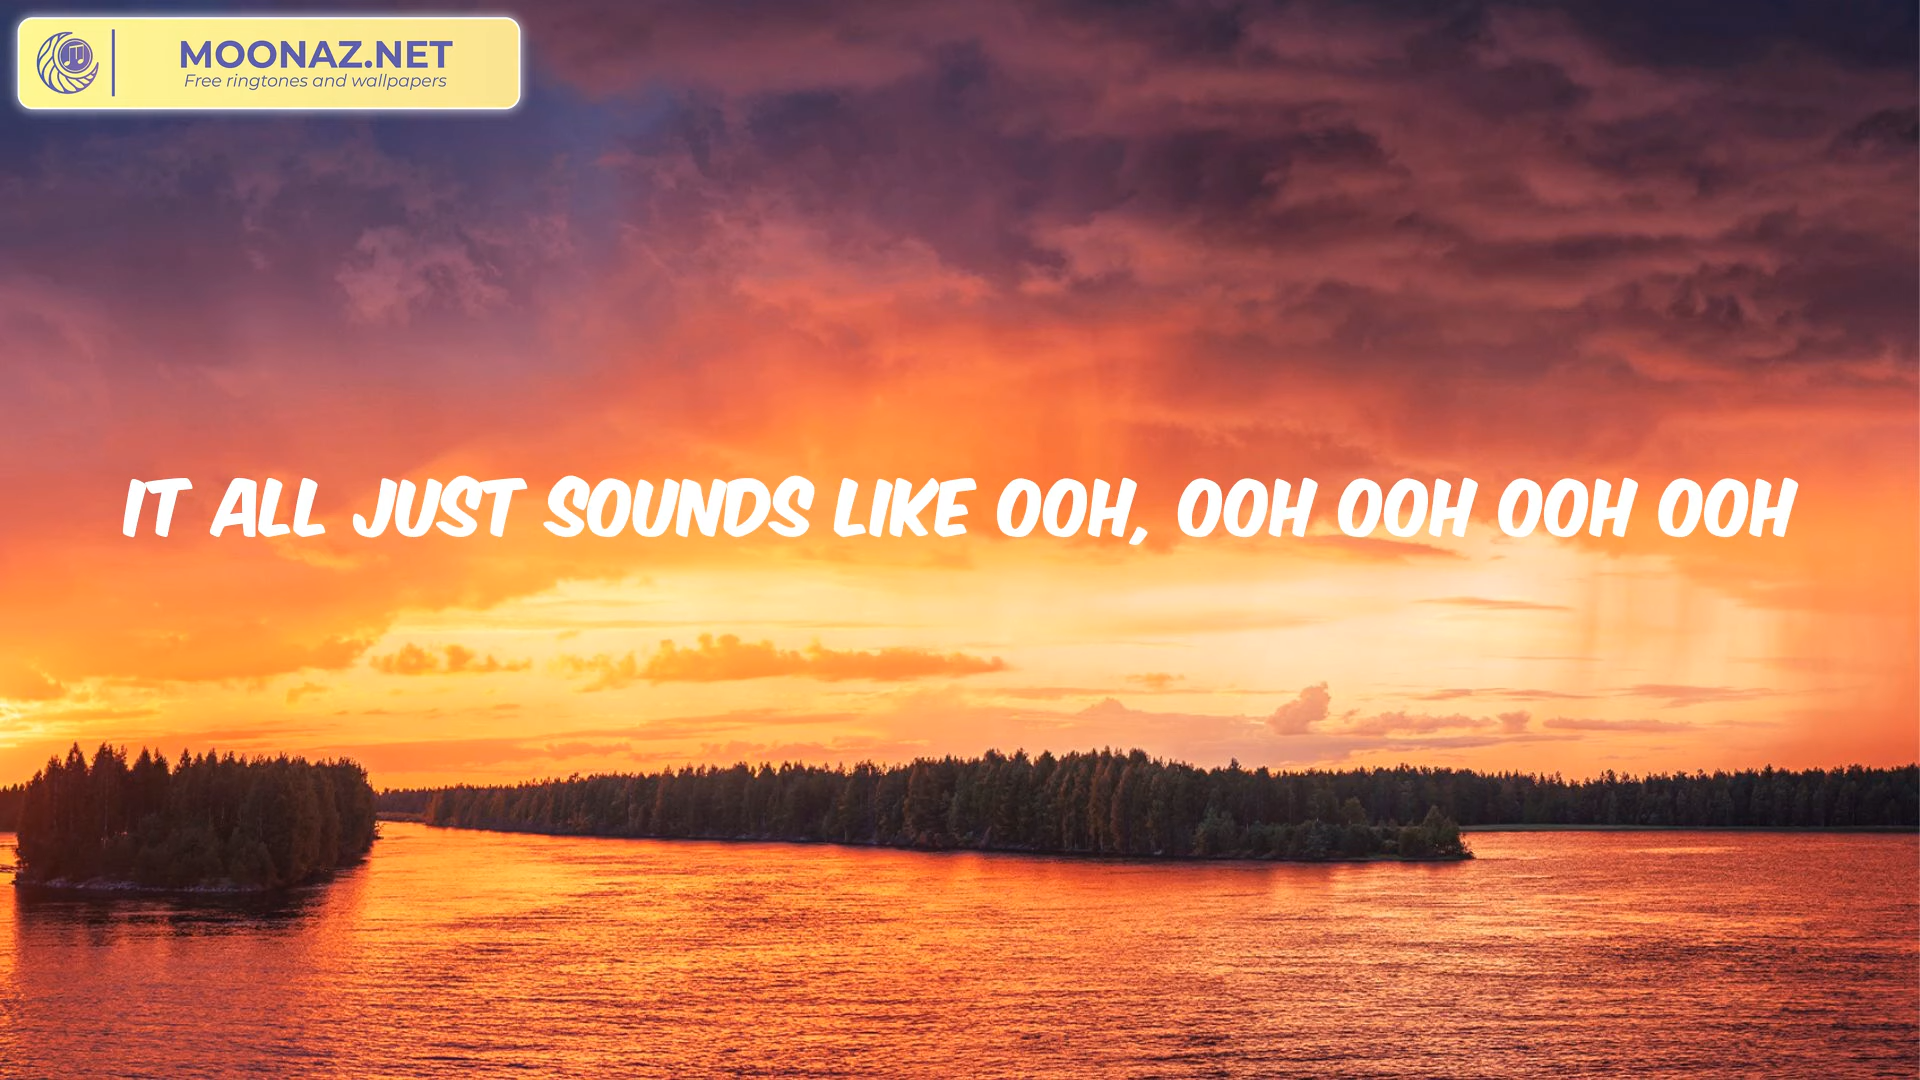 MOONAZ.NET
Free ringtones and wallpapers
IT ALL JUST SOUNDS LIKE OOH, OOH OOH OOH OOH